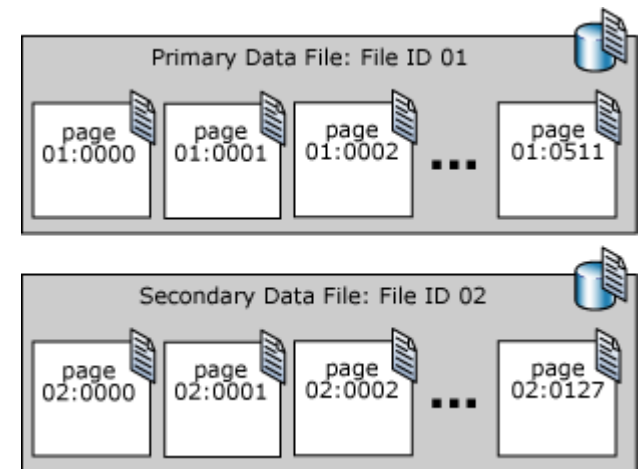 Primary Data File: File ID 01
page
01:0000
page
01:0001
page
01:0002
...
page
01:0511
Secondary Data File: File ID 02
page
02:0000
page
02:0001
page
02:0002
...
page
02:0127